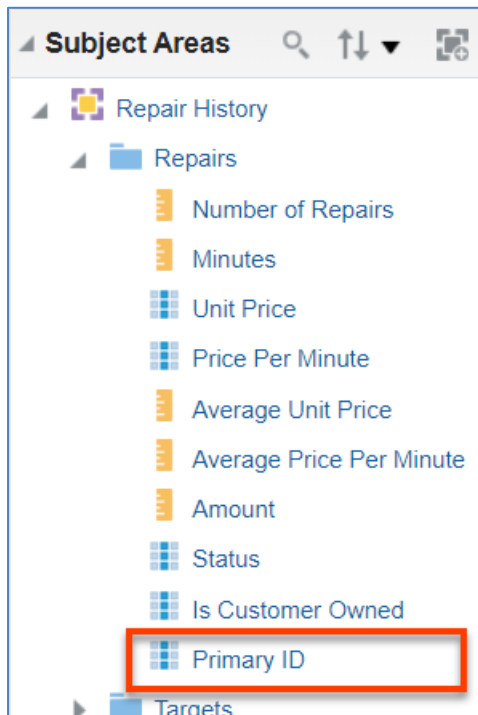 Subject Areas
Repair History
Repairs
Number of Repairs
Minutes
Unit Price
Price Per Minute
Average Unit Price
Average Price Per Minute
Amount
Status
Is Customer Owned
Primary ID
Targets